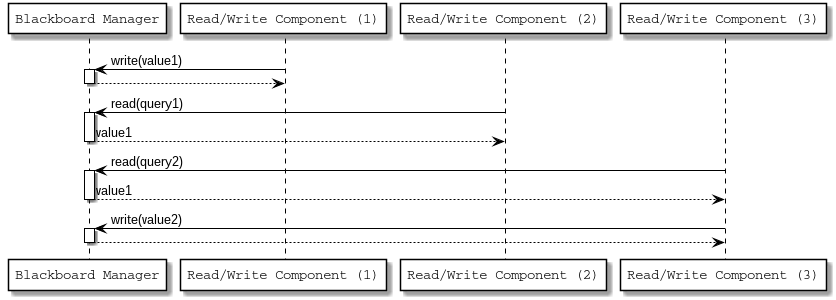 Blackboard Manager
Read/Write Component (1)
Read/Write Component (2)
Read/Write Component (3)
write(value1)
read(query1)
value1
read(query2)
value1
write(value2)
Blackboard Manager
Read/Write Component (1)
Read/Write Component (2)
Read/Write Component (3)